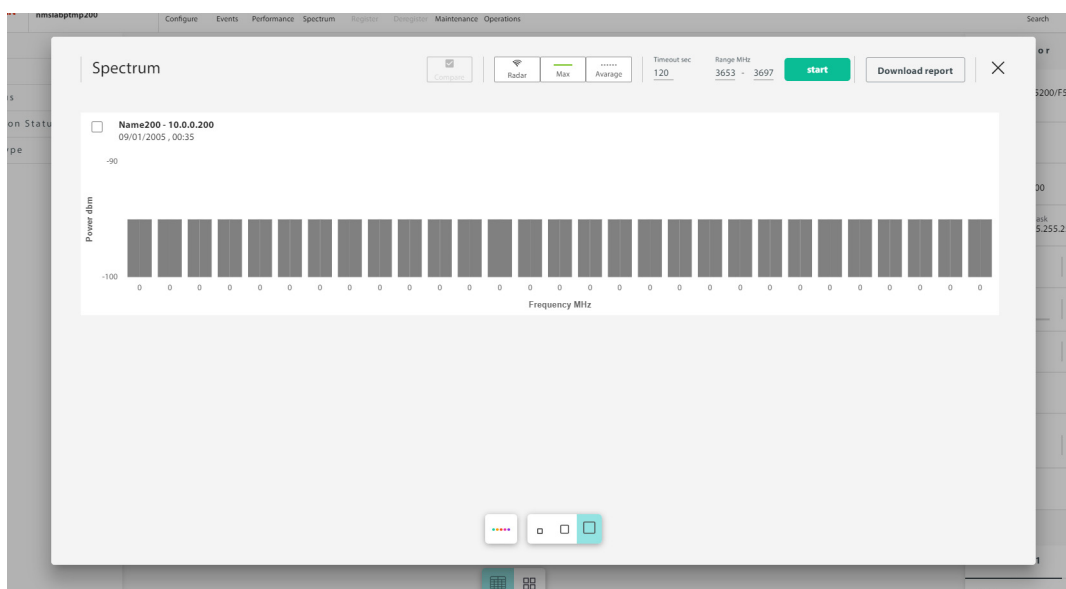 nmslabptmp200
Configure Events Performance Spectrum Register Deregister Maintenance Operations
Search
o r
Spectrum
Compare
Radar
Max
Avarage
Timeout sec
120
Range MHz
3653 - 3697
start
Download report
s
5200/F5
on Statu
Name200 - 10.0.0.200
09/01/2005 , 00:35
ype
-90
00
ask
5.255.2
Power dbm
-100
0 0 0 0 0 0 0 0 0 0 0 0 0 0 0 0 0 0 0 0 0 0 0 0 0 0 0 0 0
Frequency MHz
1